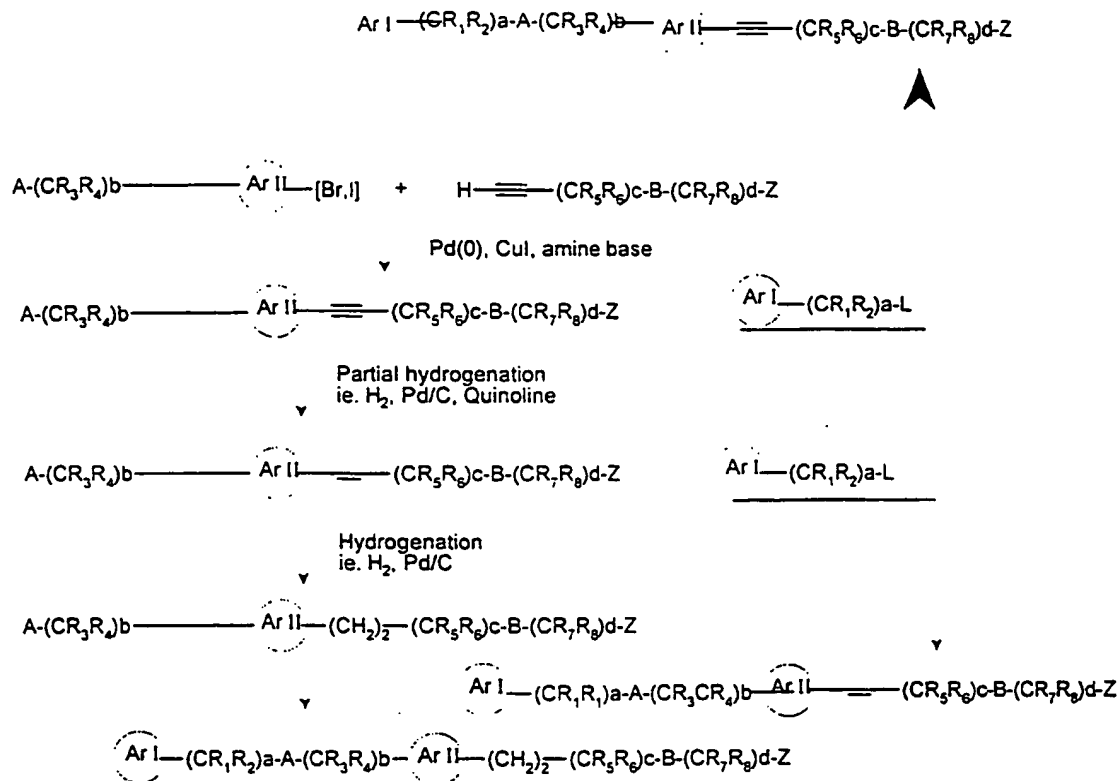 Ar I—(CR₁R₂)a-A-(CR₃R₄)b—Ar II—≡—(CR₅R₆)c-B-(CR₇R₈)d-Z
A-(CR₃R₄)b—Ar II—[Br,I] + H—≡—(CR₅R₆)c-B-(CR₇R₈)d-Z
Pd(0), CuI, amine base
A-(CR₃R₄)b—Ar II—≡—(CR₅R₆)c-B-(CR₇R₈)d-Z Ar I—(CR₁R₂)a-L
Partial hydrogenation
ie. H₂, Pd/C, Quinoline
A-(CR₃R₄)b—Ar II—=—(CR₅R₆)c-B-(CR₇R₈)d-Z Ar I—(CR₁R₂)a-L
Hydrogenation
ie. H₂, Pd/C
A-(CR₃R₄)b—Ar II—(CH₂)₂—(CR₅R₆)c-B-(CR₇R₈)d-Z
Ar I—(CR₁R₁)a-A-(CR₃CR₄)b—Ar II—=—(CR₅R₆)c-B-(CR₇R₈)d-Z
Ar I—(CR₁R₂)a-A-(CR₃R₄)b—Ar II—(CH₂)₂—(CR₅R₆)c-B-(CR₇R₈)d-Z